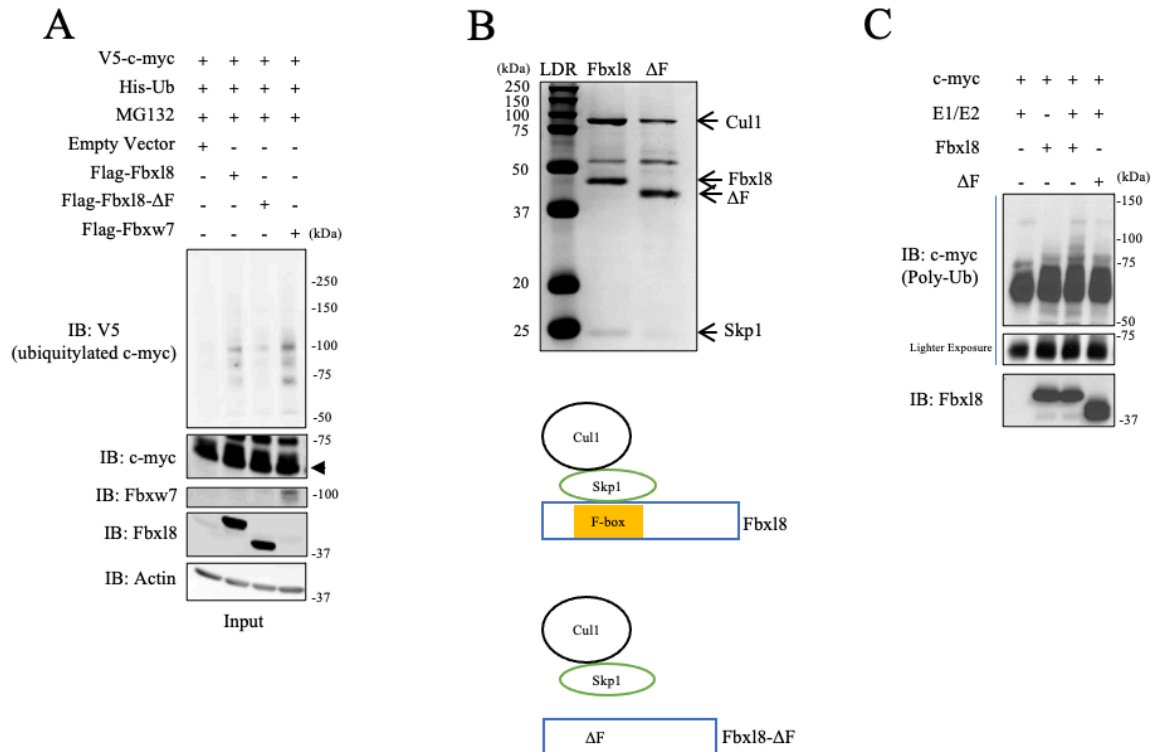 A
V5-c-myc + + + +
His-Ub + + + +
MG132 + + + +
Empty Vector + - - -
Flag-Fbxl8 - + - -
Flag-Fbxl8-ΔF - - + -
Flag-Fbxw7 - - - + (kDa)
-250
-150
IB: V5
(ubiquitylated c-myc)
-100
-75
-50
-75
IB: c-myc
IB: Fbxw7
-100
IB: Fbxl8
-37
IB: Actin
-37
Input
B
(kDa) LDR Fbxl8 ΔF
250
150
100
75
50
37
20
25
Cul1
Fbxl8
ΔF
Skp1
Cul1
Skp1
F-box
Fbxl8
Cul1
Skp1
ΔF
Fbxl8-ΔF
C
c-myc + + + +
E1/E2 + - + +
Fbxl8 - + + -
ΔF - - - + (kDa)
-150
-100
IB: c-myc
(Poly-Ub)
-75
-50
-75
Lighter Exposure
IB: Fbxl8
-37